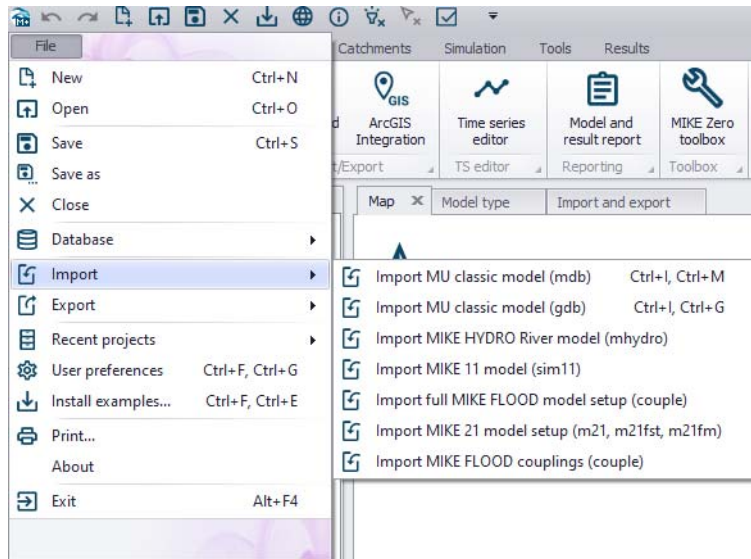 File
Catchments
Simulation
Tools
Results
New Ctrl+N
Open Ctrl+O
Save Ctrl+S
Save as
Close
Database
Import
Export
Recent projects
User preferences Ctrl+F, Ctrl+G
Install examples... Ctrl+F, Ctrl+E
Print...
About
Exit Alt+F4
GIS
d
ArcGIS
Integration
Time series
editor
Model and
result report
MIKE Zero
toolbox
t/Export
TS editor
Reporting
Toolbox
Map
Model type
Import and export
Import MU classic model (mdb) Ctrl+I, Ctrl+M
Import MU classic model (gdb) Ctrl+I, Ctrl+G
Import MIKE HYDRO River model (mhydro)
Import MIKE 11 model (sim11)
Import full MIKE FLOOD model setup (couple)
Import MIKE 21 model setup (m21, m21fst, m21fm)
Import MIKE FLOOD couplings (couple)